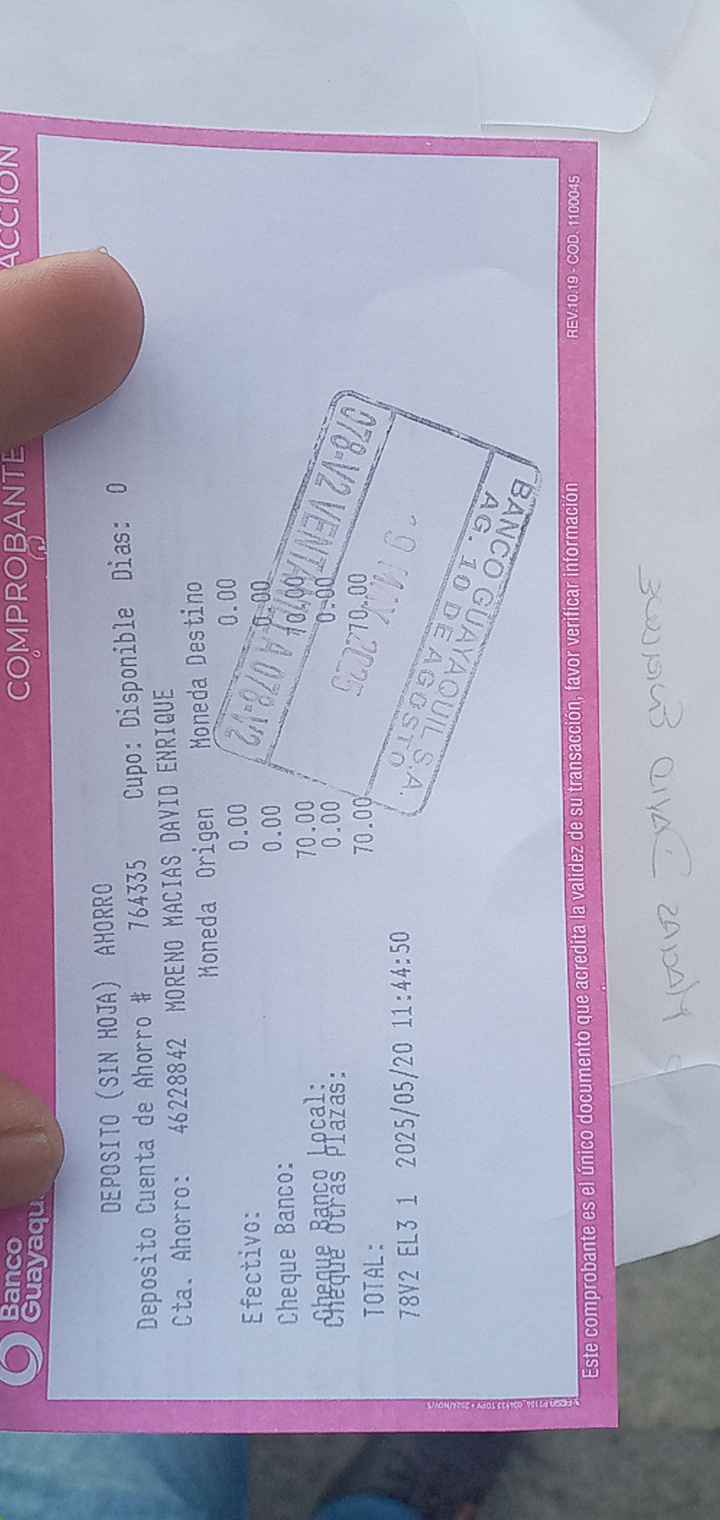 Banco
Guayaqu
COMPROBANTE
ACCIÓN
DEPOSITO (SIN HOJA) AHORRO
Deposito Cuenta de Ahorro # 764335 Cupo: Disponible Dias: 0
Cta. Ahorro: 46228842 MORENO MACIAS DAVID ENRIQUE
Moneda Origen Moneda Destino
Efectivo: 0.00 0.00
Cheque Banco: 0.00 0.00
Cheque Banco Local: 70.00
Cheque Otras Plazas: 0.00 0.00
TOTAL: 70.00 70.00
78V2 EL3 1 2025/05/20 11:44:50
078-V2 VENTANILLA 078-V2
MAY 2025
BANCO GUAYAQUIL S.A.
AG. 10 DE AGOSTO
Este comprobante es el único documento que acredita la validez de su transacción, favor verificar información
REV.10.19 - COD. 1100045